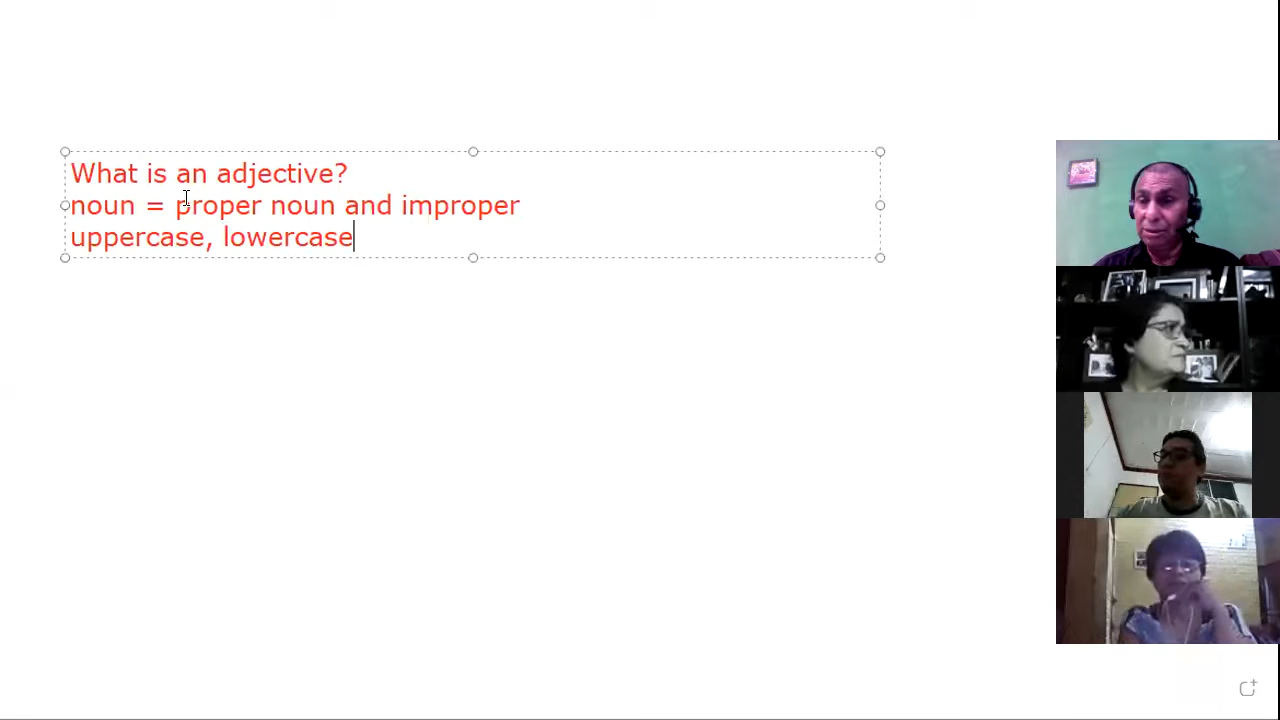 What is an adjective?
noun = proper noun and improper
uppercase, lowercase